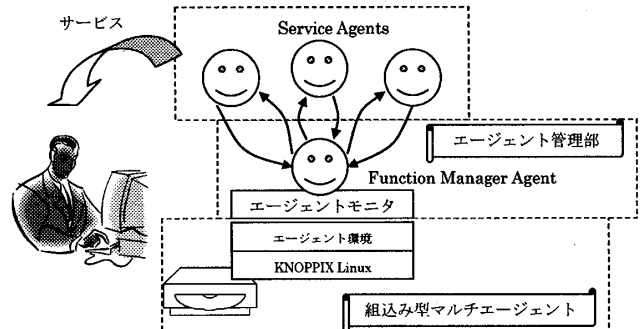 サービス
Service Agents
エージェント管理部
Function Manager Agent
エージェントモニタ
エージェント環境
KNOPPIX Linux
組込み型マルチエージェント